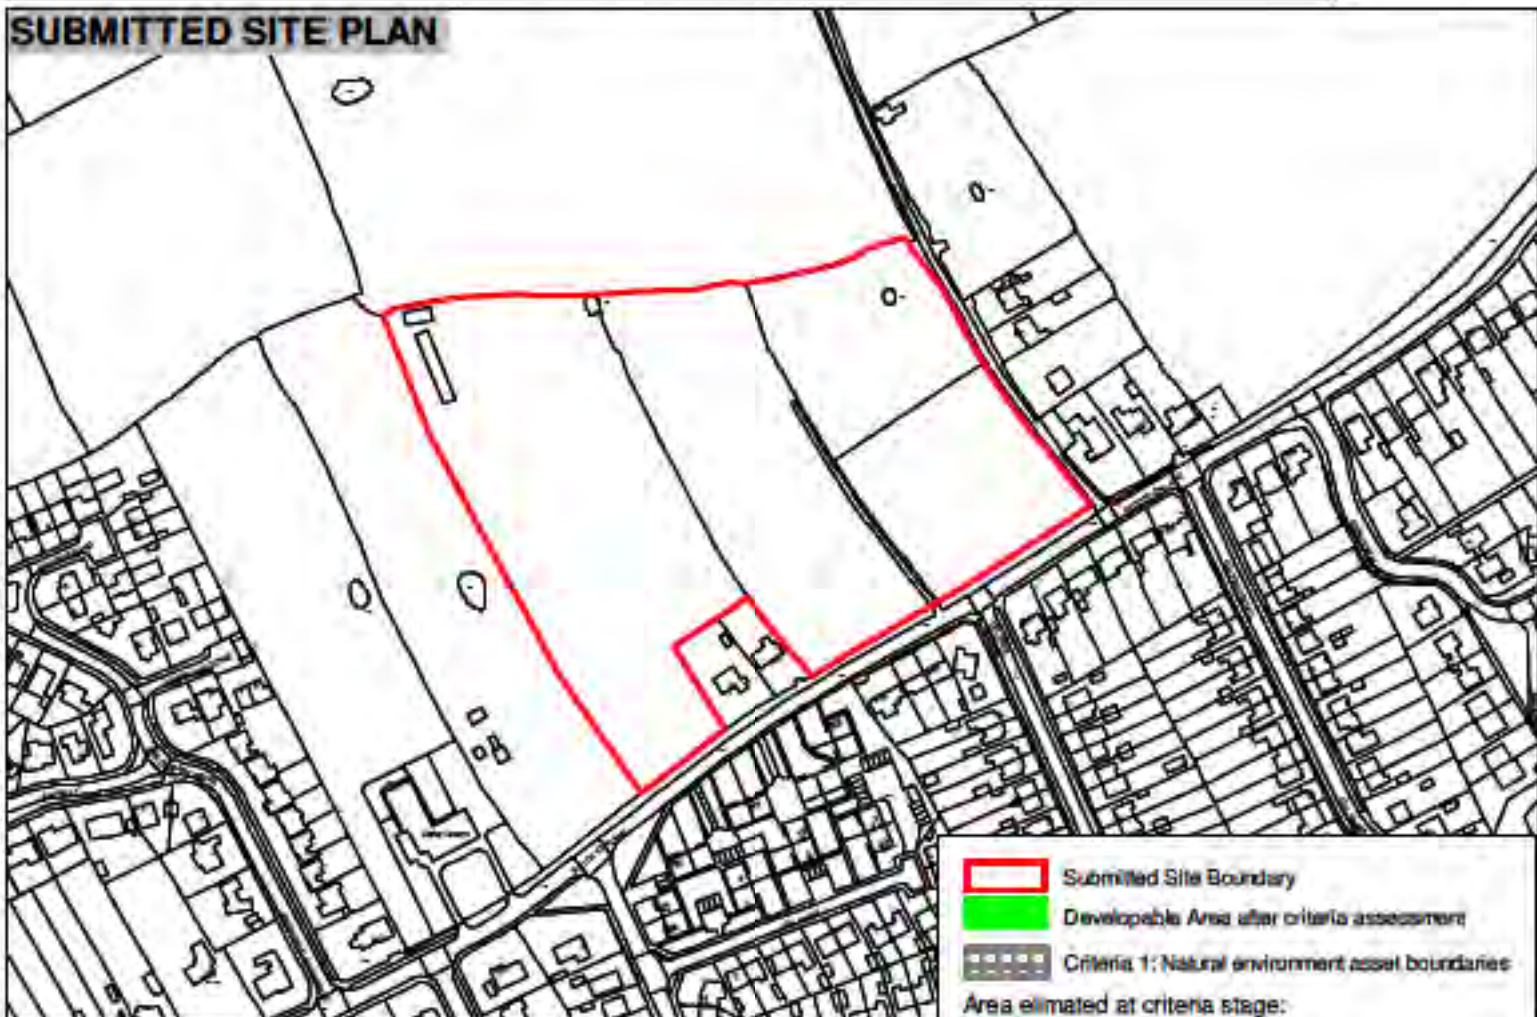 SUBMITTED SITE PLAN
Submitted Site Boundary
Developable Area after criteria assessment
Criteria 1: Natural environment asset boundaries
Area elimated at criteria stage: